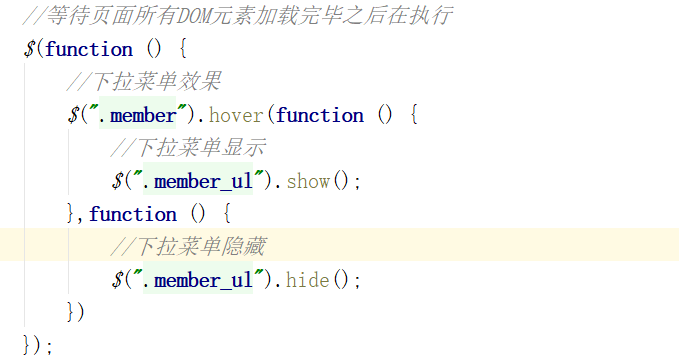 //等待页面所有DOM元素加载完毕之后在执行
$(function () {
//下拉菜单效果
$(".member").hover(function () {
//下拉菜单显示
$(".member_ul").show();
},function () {
//下拉菜单隐藏
$(".member_ul").hide();
})
});